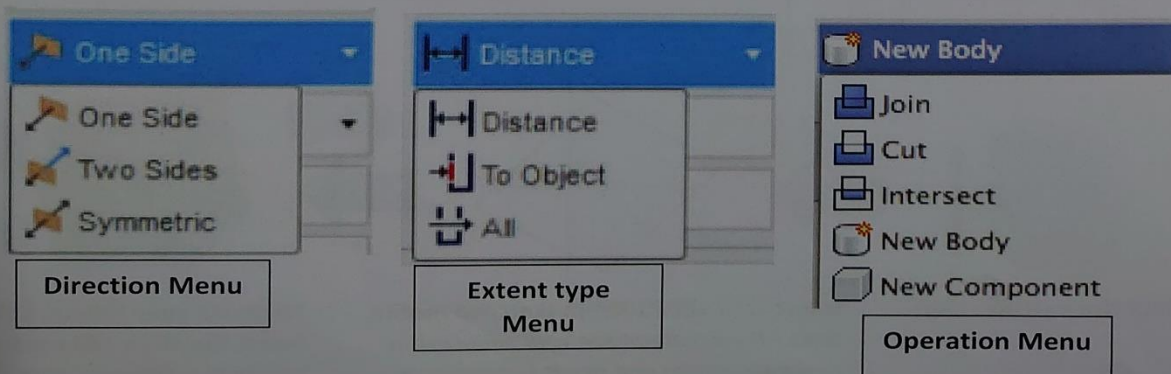 One Side
One Side
Two Sides
Symmetric
Direction Menu
Distance
Distance
To Object
All
Extent type
Menu
New Body
Join
Cut
Intersect
New Body
New Component
Operation Menu